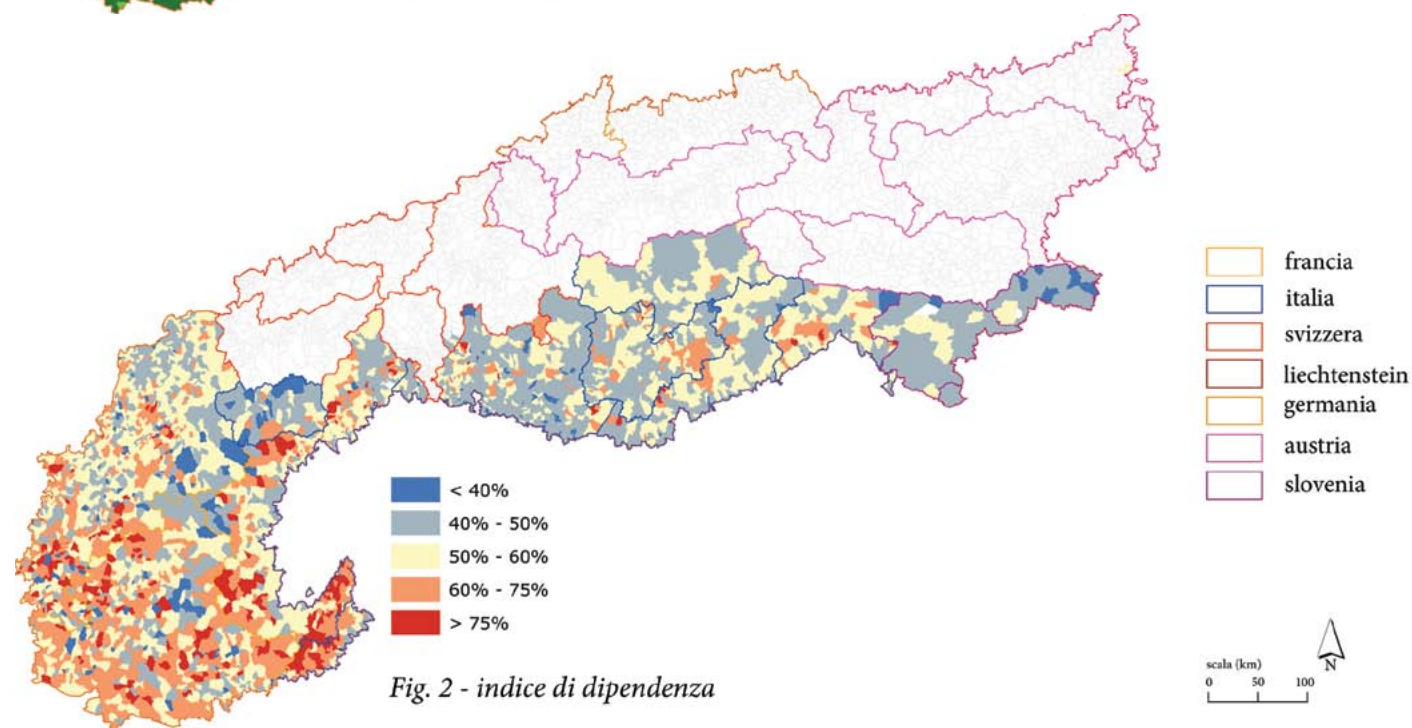 francia
italia
svizzera
liechtenstein
germania
austria
slovenia
< 40%
40% - 50%
50% - 60%
60% - 75%
> 75%
Fig. 2 - indice di dipendenza
scala (km)
0 50 100
N